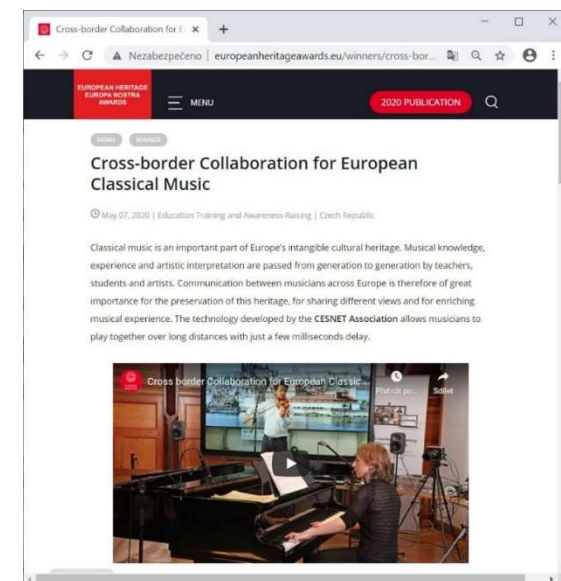 Cross-border Collaboration for E
Nezabezpečeno | europeanheritageawards.eu/winners/cross-bor...
EUROPEAN HERITAGE
EUROPA NOSTRA
AWARDS
MENU
2020 PUBLICATION
HOME WINNER
Cross-border Collaboration for European
Classical Music
May 07, 2020 | Education Training and Awareness-Raising | Czech Republic
Classical music is an important part of Europe's intangible cultural heritage. Musical knowledge,
experience and artistic interpretation are passed from generation to generation by teachers,
students and artists. Communication between musicians across Europe is therefore of great
importance for the preservation of this heritage, for sharing different views and for enriching
musical experience. The technology developed by the CESNET Association allows musicians to
play together over long distances with just a few milliseconds delay.
Cross border Collaboration for European Classic...
Přehrát po... Sdílet